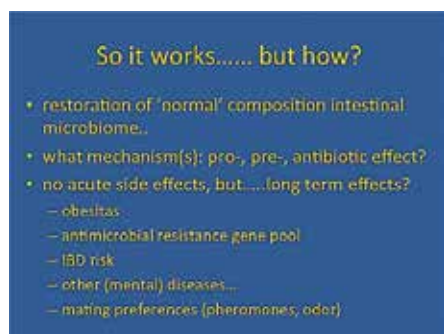 So it works...... but how?
• restoration of 'normal' composition intestinal
microbiome..
• what mechanism(s): pro-, pre-, antibiotic effect?
• no acute side effects, but.....long term effects?
– obesitas
– antimicrobial resistance gene pool
– IBD risk
– other (mental) diseases...
– mating preferences (pheromones, odor)